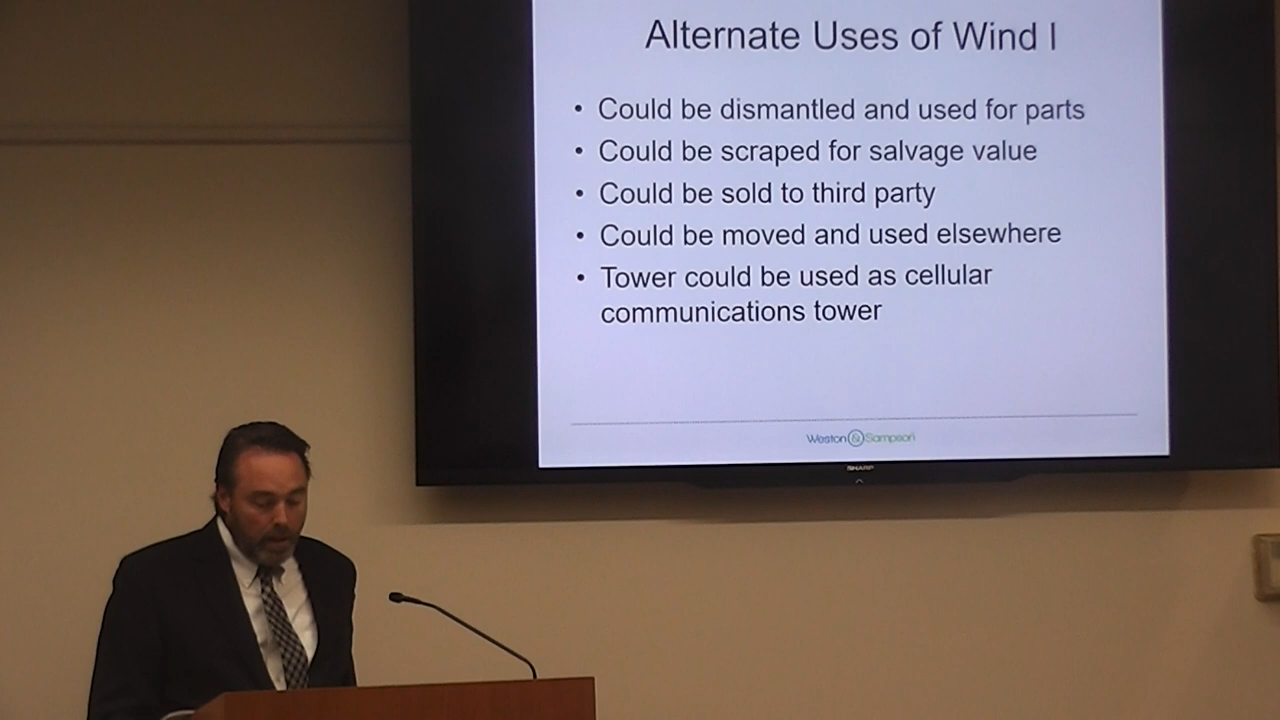 Alternate Uses of Wind I
• Could be dismantled and used for parts
• Could be scraped for salvage value
• Could be sold to third party
• Could be moved and used elsewhere
• Tower could be used as cellular
communications tower
Weston & Sampson
SHARP